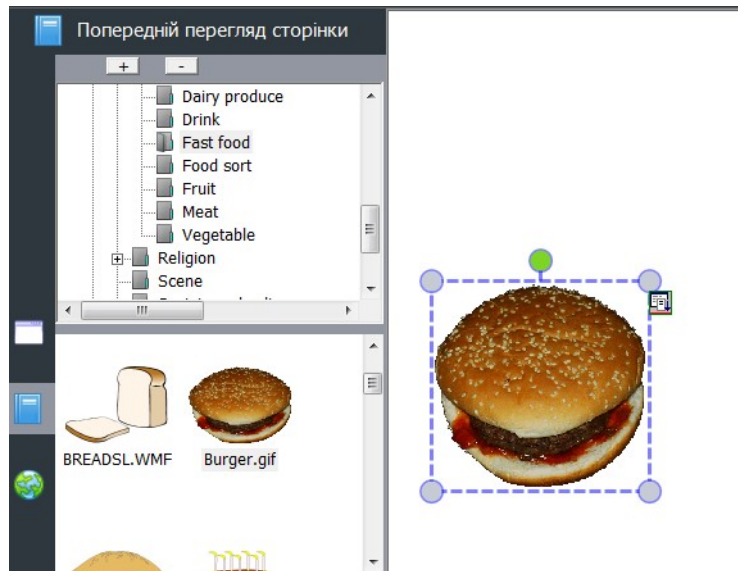 Попередній перегляд сторінки
+ -
Dairy produce
Drink
Fast food
Food sort
Fruit
Meat
Vegetable
Religion
Scene
BREADSL.WMF Burger.gif